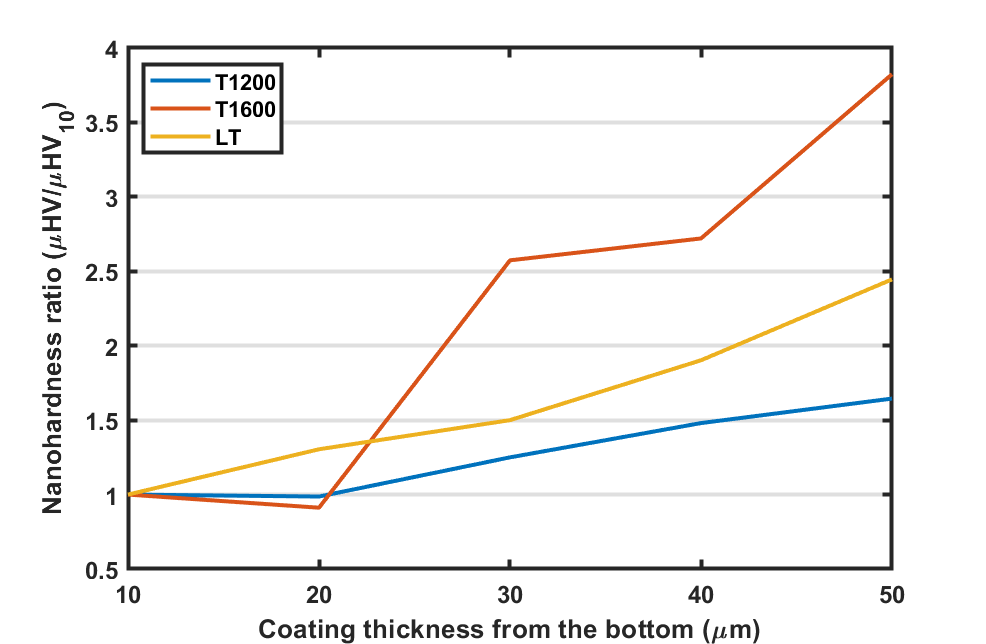 T1200
T1600
LT
4
3.5
3
2.5
2
1.5
1
0.5
10 20 30 40 50
Nanohardness ratio (μHV/μHV10)
Coating thickness from the bottom (μm)